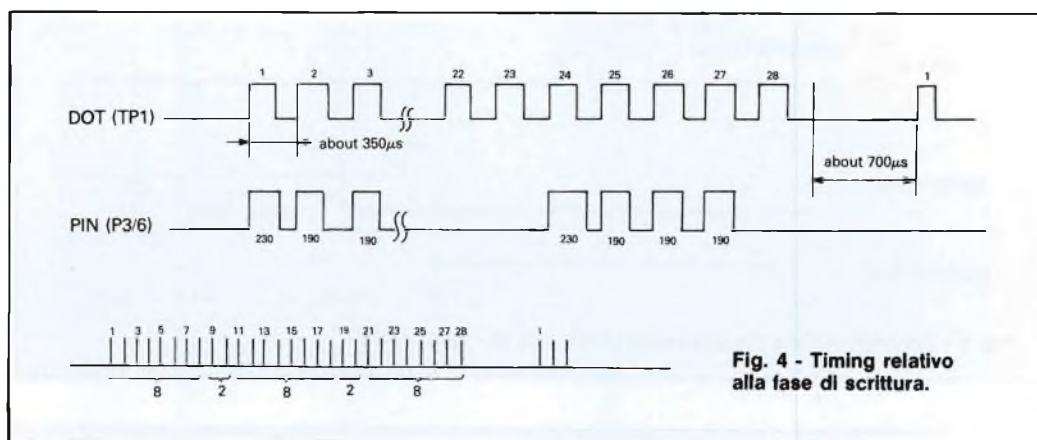 1 2 3 22 23 24 25 26 27 28 1
DOT (TP1)
about 350µs
about 700µs
PIN (P3/6)
230 190 190 230 190 190 190
1 3 5 7 9 11 13 15 17 19 21 23 25 27 28 1
8 2 8 2 8
Fig. 4 - Timing relativo
alla fase di scrittura.